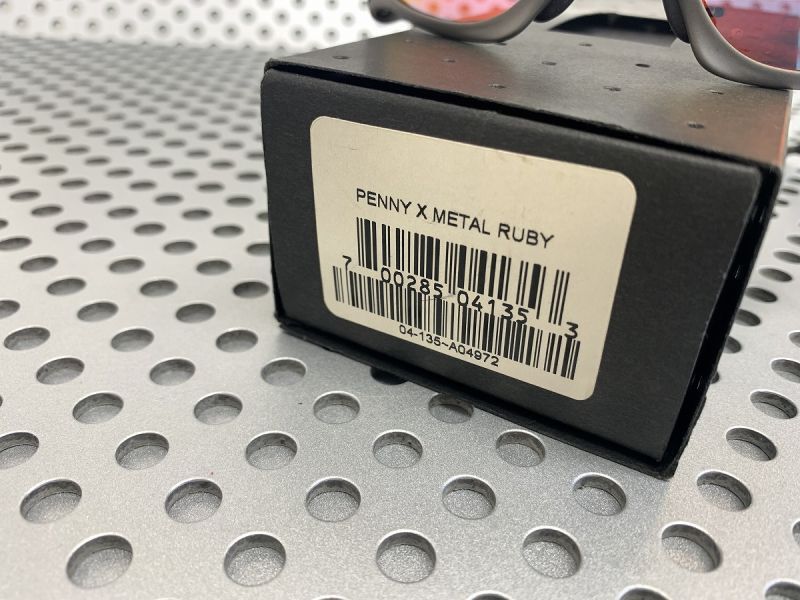 PENNY X METAL RUBY
7 00285 04135 3
04-135-A04972